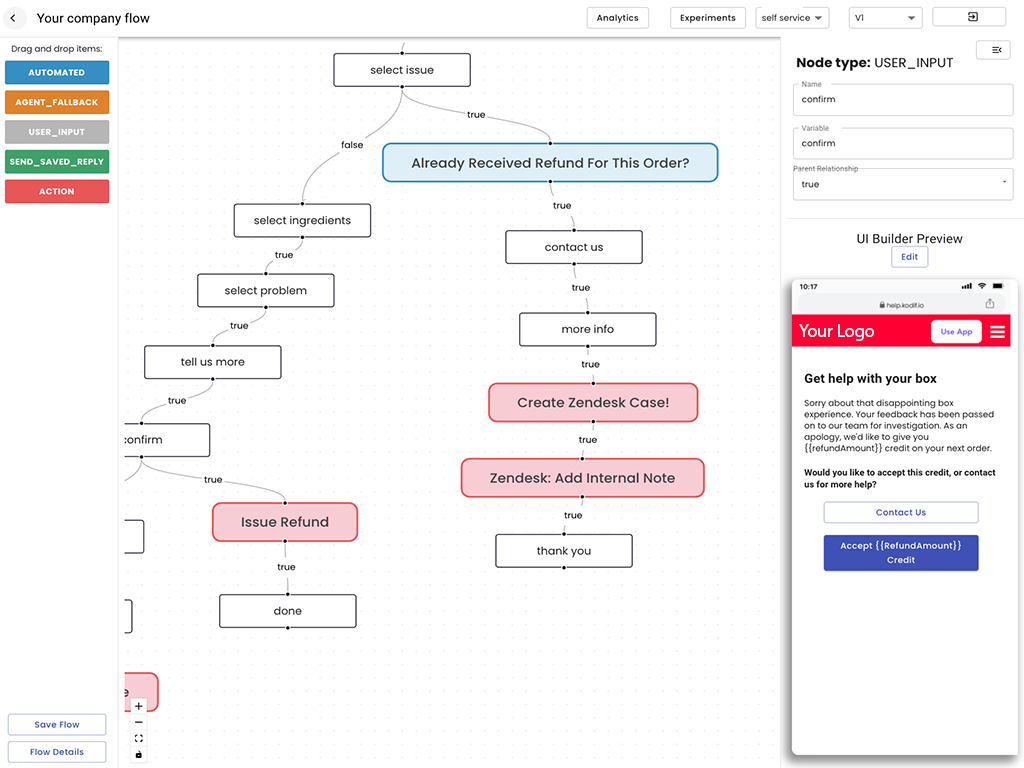 Your company flow
Analytics
Experiments
self service
V1
Drag and drop items:
AUTOMATED
AGENT_FALLBACK
USER_INPUT
SEND_SAVED_REPLY
ACTION
Save Flow
Flow Details
select issue
true
false
Already Received Refund For This Order?
true
select ingredients
contact us
true
true
select problem
more info
true
true
tell us more
Create Zendesk Case!
true
true
confirm
Zendesk: Add Internal Note
true
true
Issue Refund
thank you
true
done
e
Node type: USER_INPUT
Name
confirm
Variable
confirm
Parent Relationship
true
UI Builder Preview
Edit
10:17
help.kodif.io
Your Logo
Use App
Get help with your box
Sorry about that disappointing box
experience. Your feedback has been passed
on to our team for investigation. As an
apology, we'd like to give you
{{refundAmount}} credit on your next order.
Would you like to accept this credit, or contact
us for more help?
Contact Us
Accept {{RefundAmount}}
Credit